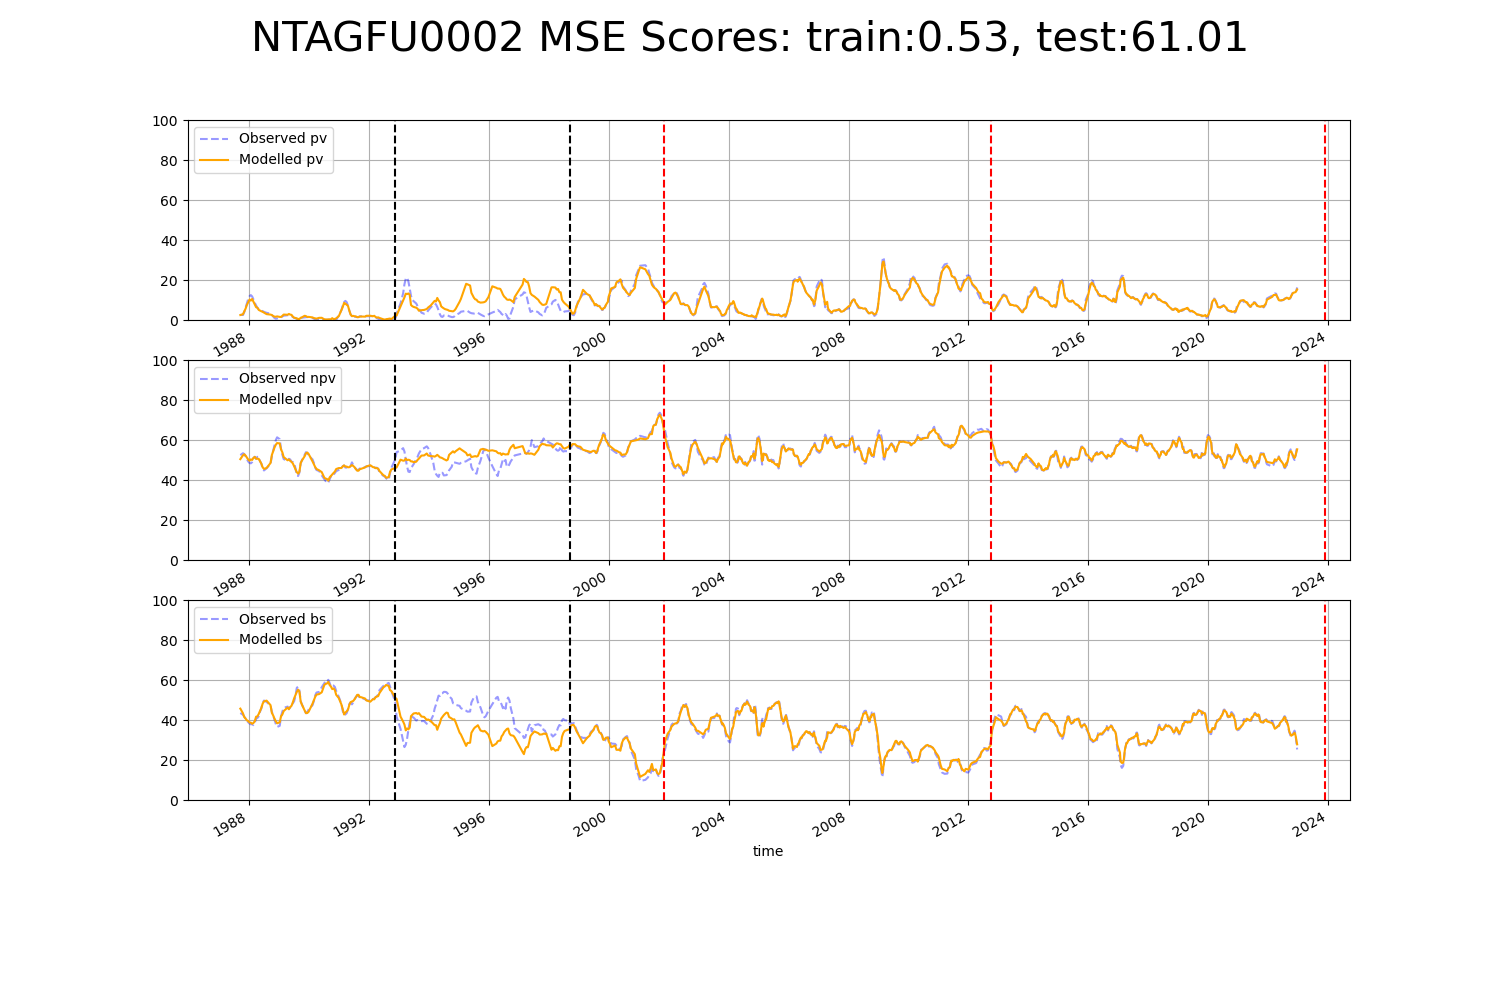 NTAGFU0002 MSE Scores: train:0.53, test:61.01
100
80
60
40
20
0
Observed pv
Modelled pv
1988 1992 1996 2000 2004 2008 2012 2016 2020 2024
100
80
60
40
20
0
Observed npv
Modelled npv
1988 1992 1996 2000 2004 2008 2012 2016 2020 2024
100
80
60
40
20
0
Observed bs
Modelled bs
1988 1992 1996 2000 2004 2008 2012 2016 2020 2024
time